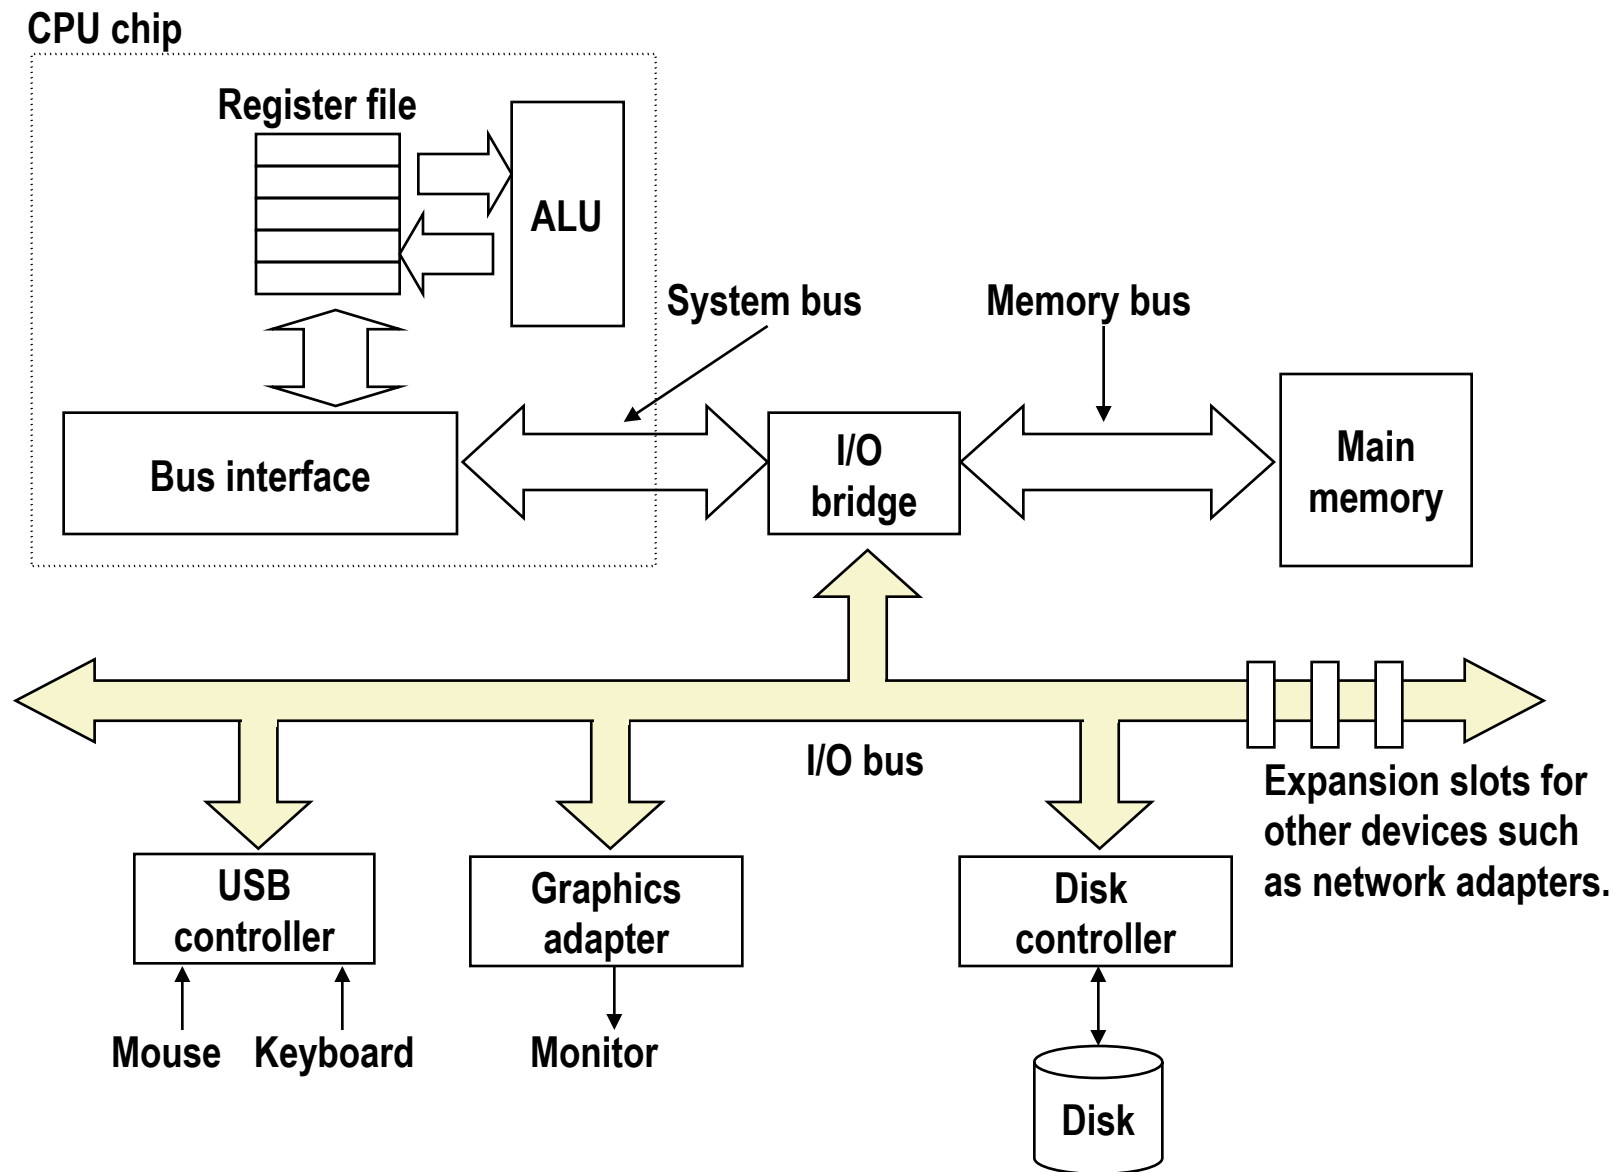 CPU chip
Register file
ALU
System bus
Memory bus
Bus interface
I/O
bridge
Main
memory
I/O bus
Expansion slots for
other devices such
as network adapters.
USB
controller
Graphics
adapter
Disk
controller
Mouse
Keyboard
Monitor
Disk